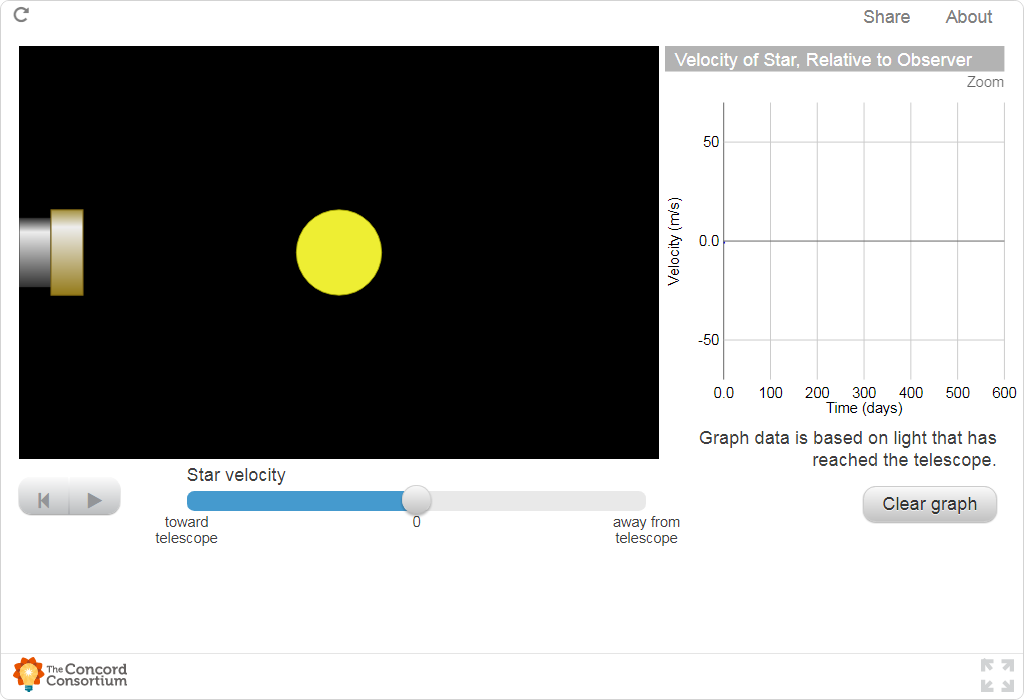 Share About
Velocity of Star, Relative to Observer
Zoom
50
0.0
-50
Velocity (m/s)
0.0 100 200 300 400 500 600
Time (days)
Graph data is based on light that has
reached the telescope.
Clear graph
Star velocity
toward
telescope
0
away from
telescope
The Concord
Consortium